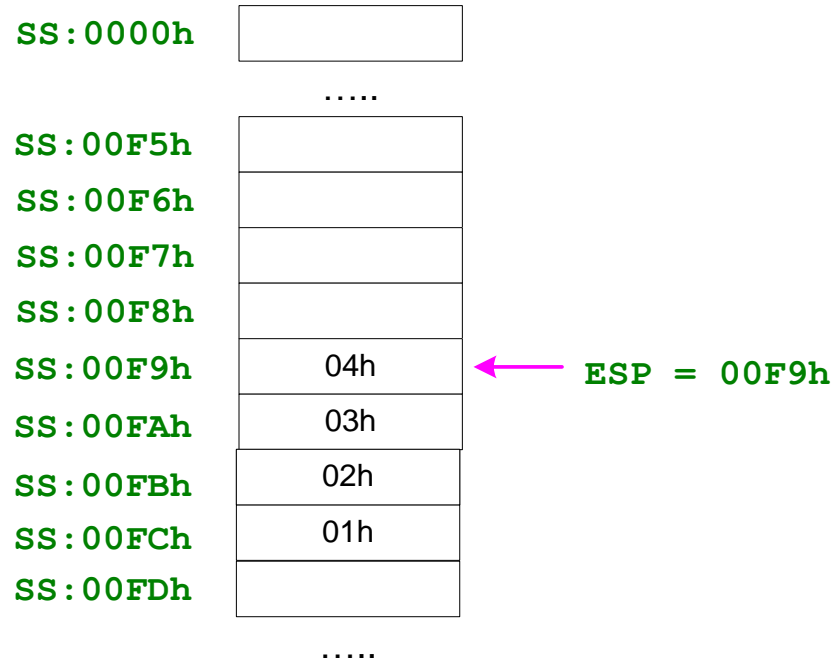 SS:0000h
…..
SS:00F5h
SS:00F6h
SS:00F7h
SS:00F8h
SS:00F9h 04h ESP = 00F9h
SS:00FAh 03h
SS:00FBh 02h
SS:00FCh 01h
SS:00FDh
…..